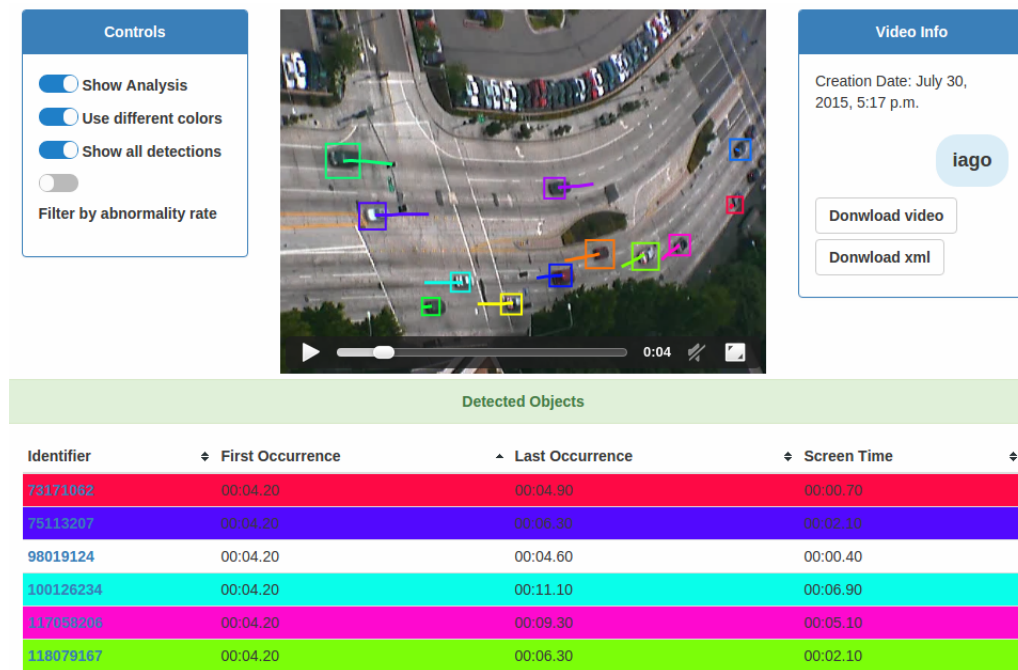 Controls
Show Analysis
Use different colors
Show all detections
Filter by abnormality rate
0:04
Video Info
Creation Date: July 30,
2015, 5:17 p.m.
iago
Donwload video
Donwload xml
Detected Objects
Identifier First Occurrence Last Occurrence Screen Time
73171062 00:04.20 00:04.90 00:00.70
75113207 00:04.20 00:06.30 00:02.10
98019124 00:04.20 00:04.60 00:00.40
100126234 00:04.20 00:11.10 00:06.90
117058206 00:04.20 00:09.30 00:05.10
118079167 00:04.20 00:06.30 00:02.10